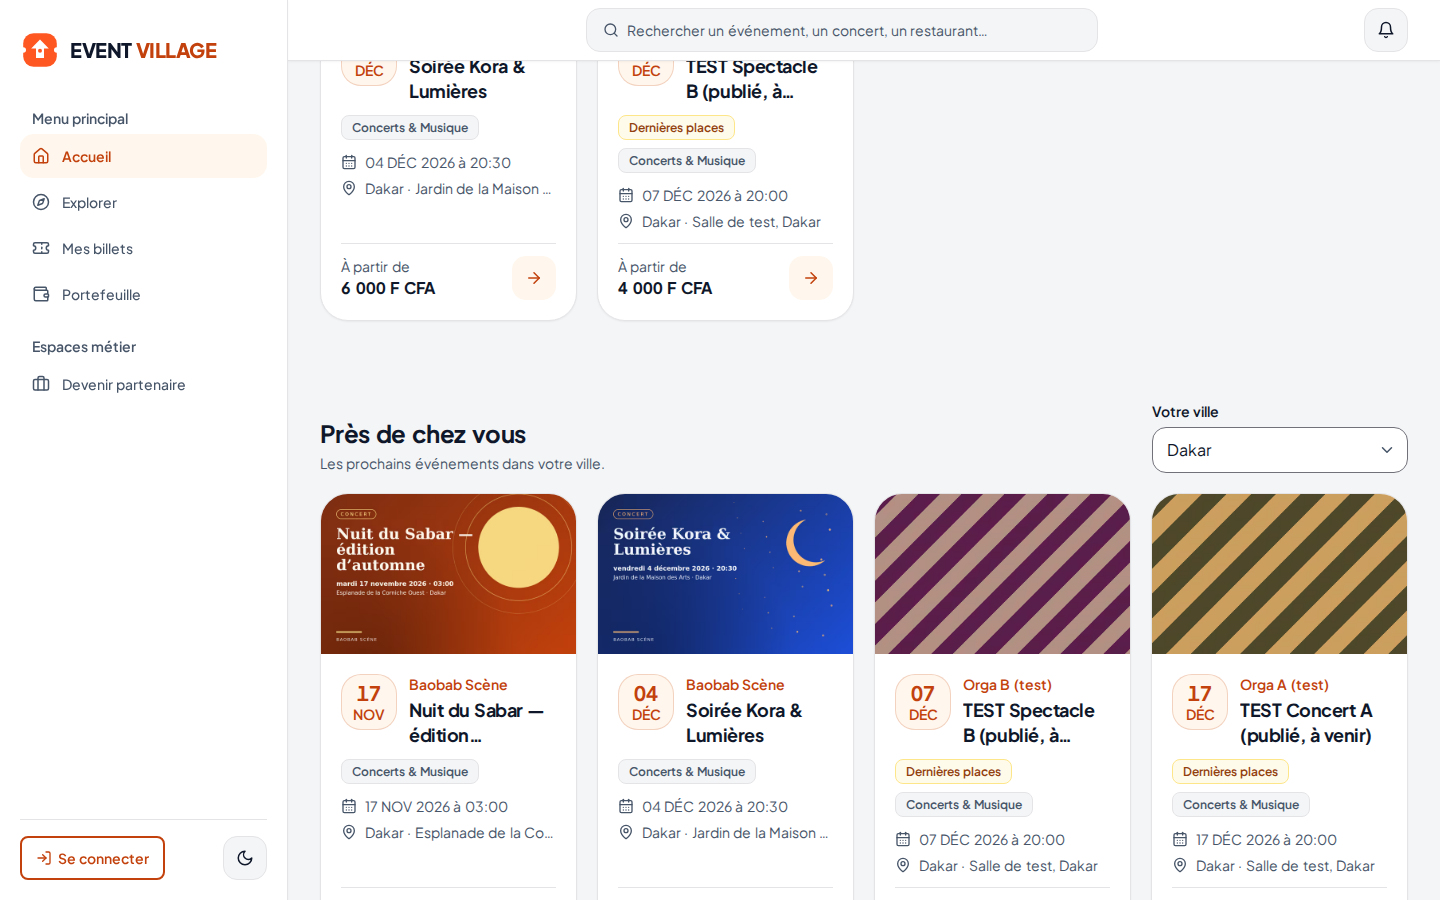 EVENT VILLAGE
Rechercher un événement, un concert, un restaurant...
Menu principal
Accueil
Explorer
Mes billets
Portefeuille
Espaces métier
Devenir partenaire
Se connecter
DÉC
Soirée Kora &
Lumières
Concerts & Musique
04 DÉC 2026 à 20:30
Dakar · Jardin de la Maison ...
À partir de
6 000 F CFA
DÉC
TEST Spectacle
B (publié, à...
Dernières places
Concerts & Musique
07 DÉC 2026 à 20:00
Dakar · Salle de test, Dakar
À partir de
4 000 F CFA
Près de chez vous
Les prochains événements dans votre ville.
Votre ville
Dakar
CONCERT
Nuit du Sabar —
édition
d’automne
mardi 17 novembre 2026 · 03:00
Esplanade de la Corniche Ouest · Dakar
BAOBAB SCÈNE
17
NOV
Baobab Scène
Nuit du Sabar —
édition...
Concerts & Musique
17 NOV 2026 à 03:00
Dakar · Esplanade de la Co...
CONCERT
Soirée Kora &
Lumières
vendredi 4 décembre 2026 · 20:30
Jardin de la Maison des Arts · Dakar
BAOBAB SCÈNE
04
DÉC
Baobab Scène
Soirée Kora &
Lumières
Concerts & Musique
04 DÉC 2026 à 20:30
Dakar · Jardin de la Maison ...
07
DÉC
Orga B (test)
TEST Spectacle
B (publié, à...
Dernières places
Concerts & Musique
07 DÉC 2026 à 20:00
Dakar · Salle de test, Dakar
17
DÉC
Orga A (test)
TEST Concert A
(publié, à venir)
Dernières places
Concerts & Musique
17 DÉC 2026 à 20:00
Dakar · Salle de test, Dakar